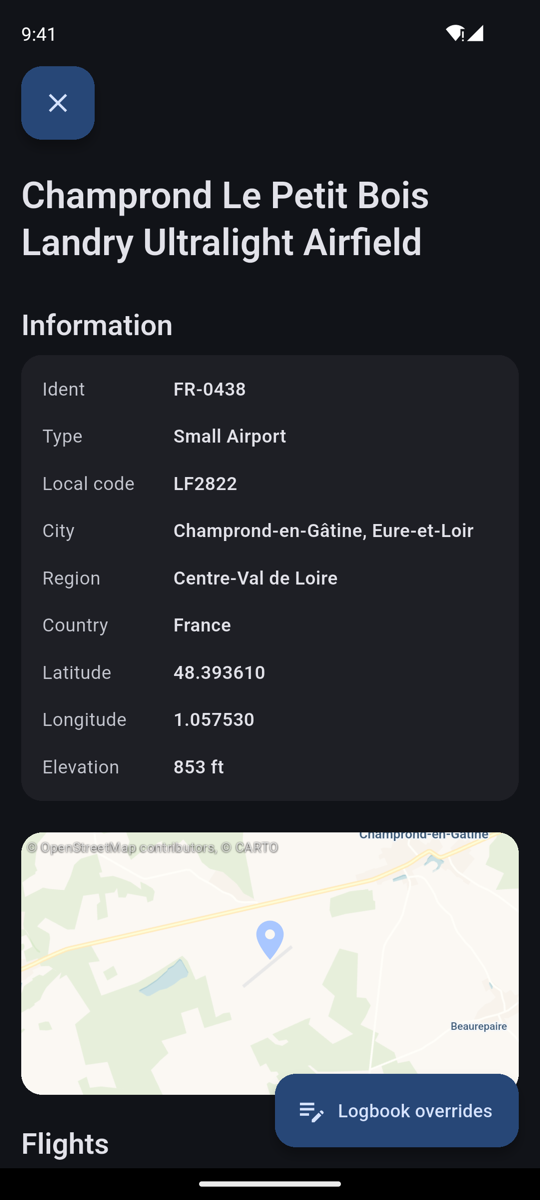 9:41
Champrond Le Petit Bois
Landry Ultralight Airfield
Information
Ident FR-0438
Type Small Airport
Local code LF2822
City Champrond-en-Gâtine, Eure-et-Loir
Region Centre-Val de Loire
Country France
Latitude 48.393610
Longitude 1.057530
Elevation 853 ft
Champrond-en-Gâtine
© OpenStreetMap contributors, © CARTO
Beaurepaire
Logbook overrides
Flights